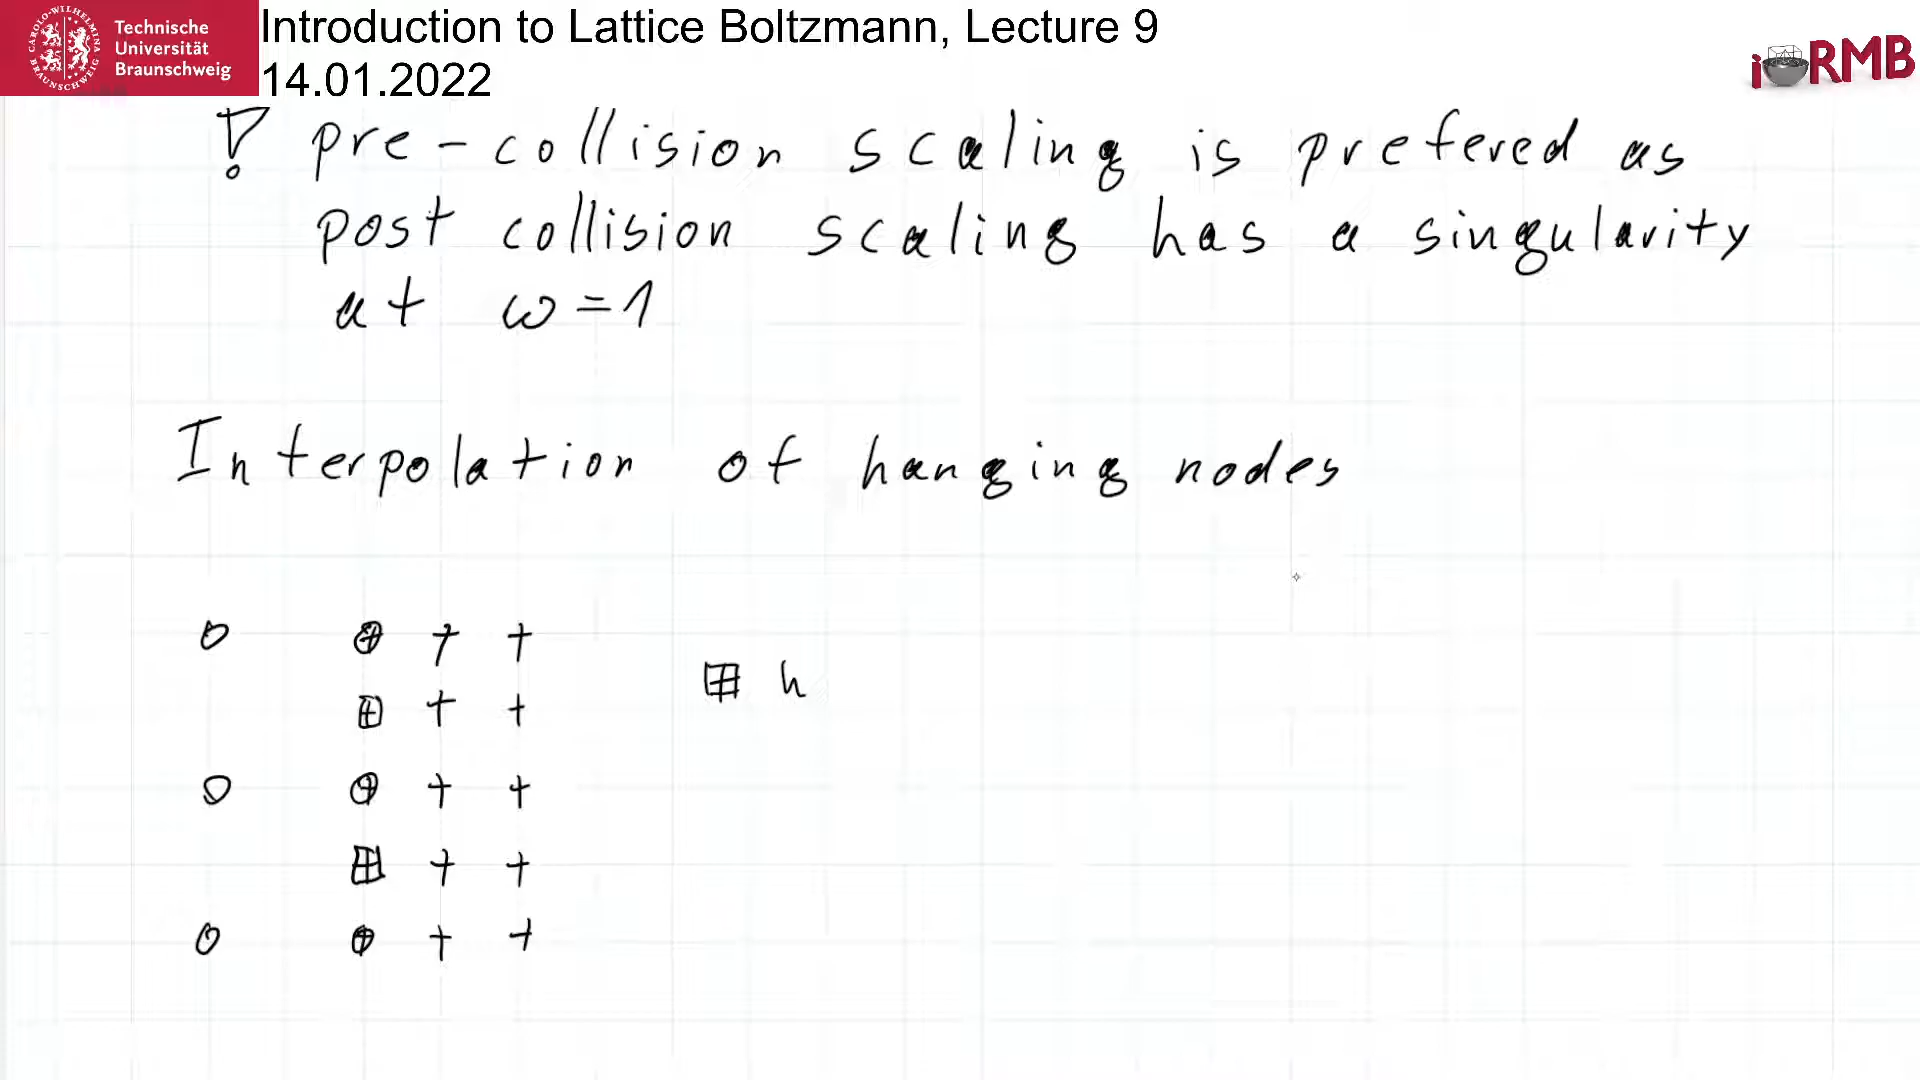 Technische
Universität
Braunschweig
Introduction to Lattice Boltzmann, Lecture 9
14.01.2022
iRMB
! pre-collision scaling is prefered as
post collision scaling has a singularity
at ω=1
Interpolation of hanging nodes
h